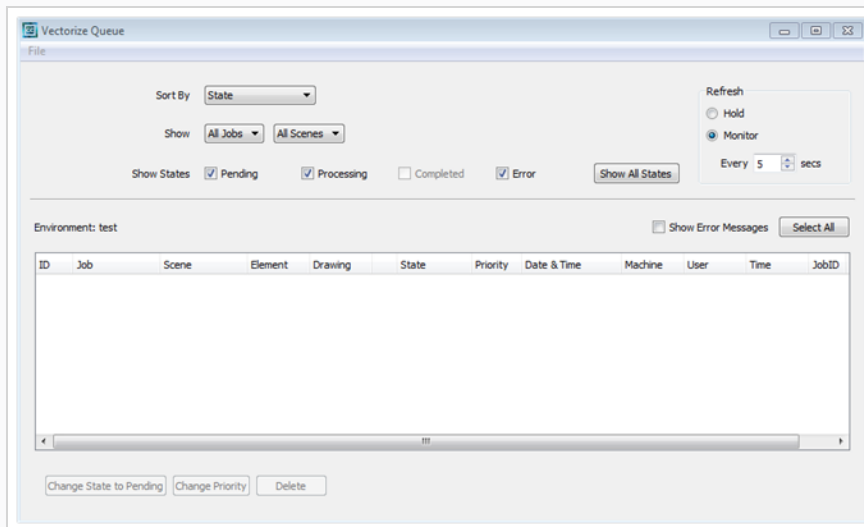 Vectorize Queue
File
Sort By State
Refresh
Hold
Show All Jobs All Scenes
Monitor
Every 5 secs
Show States Pending Processing Completed Error Show All States
Environment: test
Show Error Messages Select All
ID Job Scene Element Drawing State Priority Date & Time Machine User Time JobID
Change State to Pending Change Priority Delete